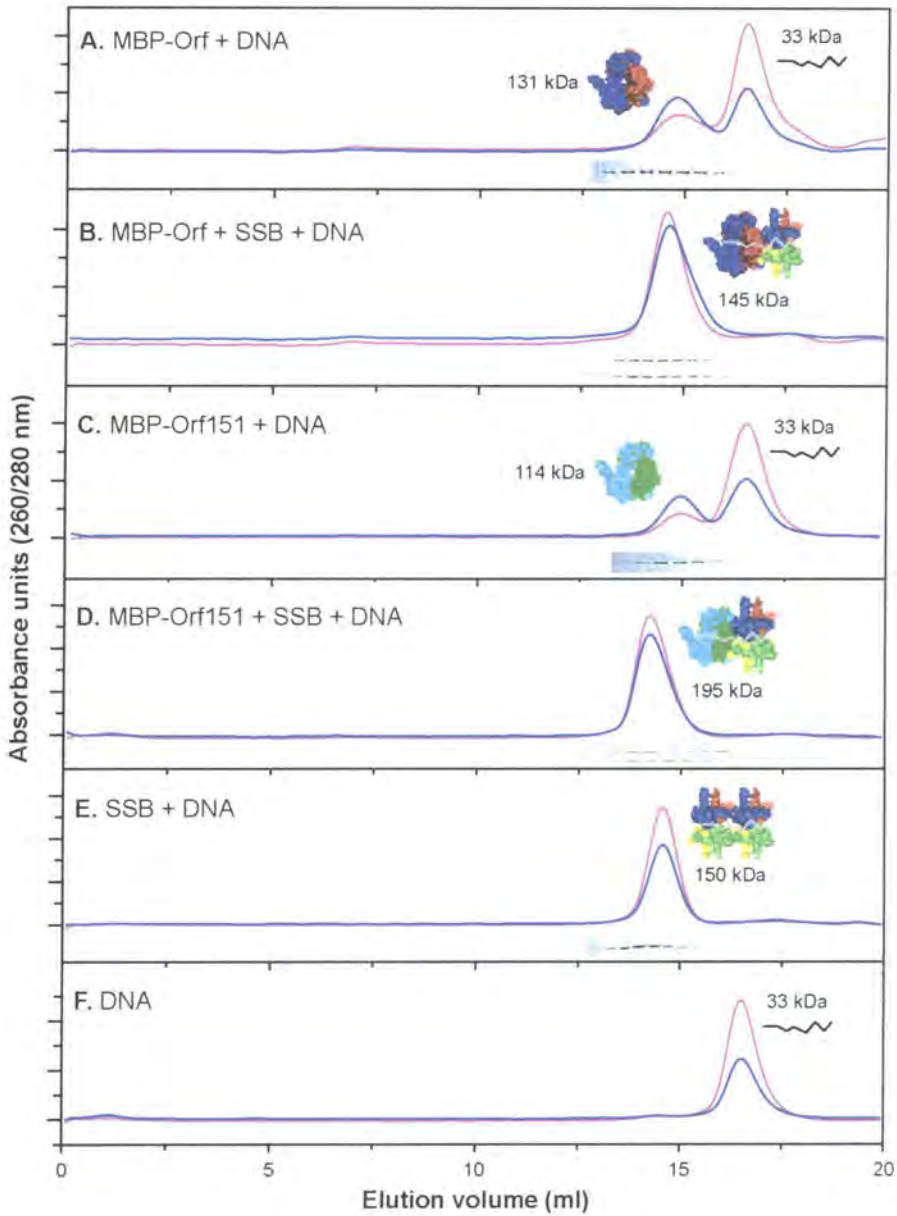 A. MBP-Orf + DNA
131 kDa
33 kDa
B. MBP-Orf + SSB + DNA
145 kDa
C. MBP-Orf151 + DNA
114 kDa
33 kDa
D. MBP-Orf151 + SSB + DNA
195 kDa
E. SSB + DNA
150 kDa
F. DNA
33 kDa
Absorbance units (260/280 nm)
0 5 10 15 20
Elution volume (ml)